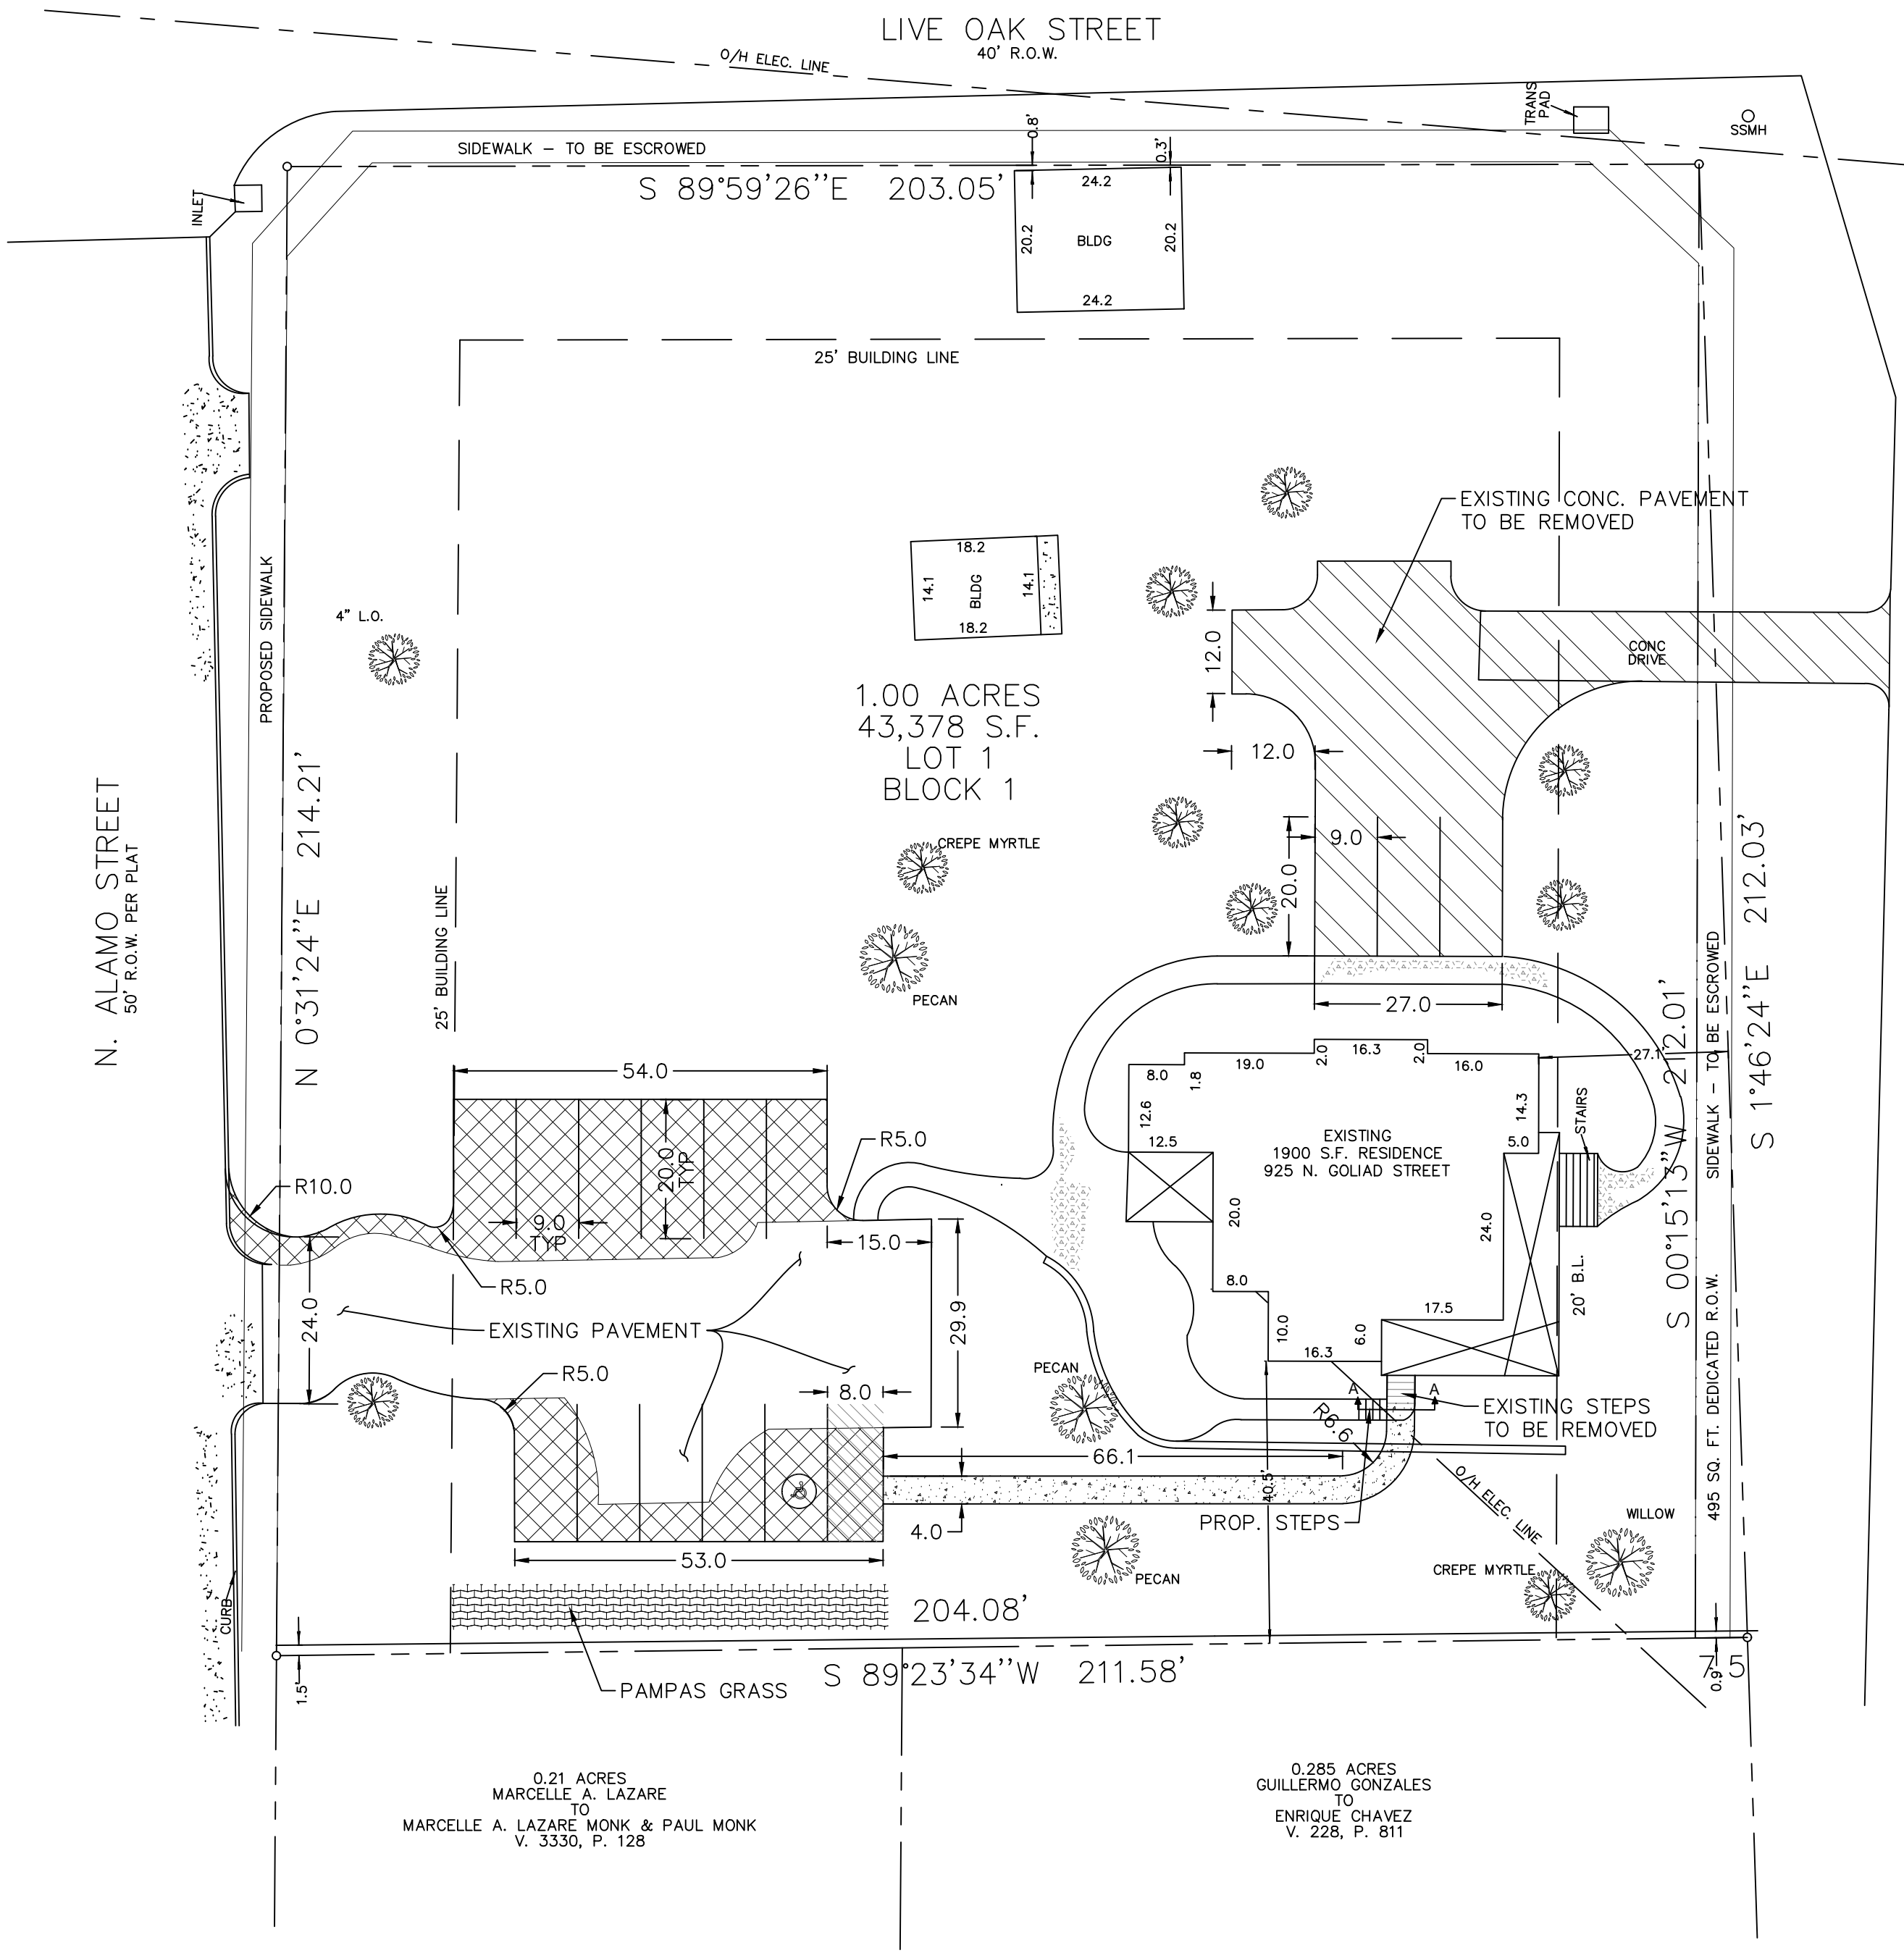 LIVE OAK STREET
40' R.O.W.
O/H ELEC. LINE
TRANS
PAD
SSMH
SIDEWALK - TO BE ESCROWED
0.8'
0.3'
S 89°59'26''E 203.05'
INLET
24.2
20.2
BLDG
20.2
24.2
25' BUILDING LINE
EXISTING CONC. PAVEMENT
TO BE REMOVED
18.2
14.1
BLDG
14.1
18.2
4" L.O.
PROPOSED SIDEWALK
12.0
CONC
DRIVE
1.00 ACRES
43,378 S.F.
LOT 1
BLOCK 1
12.0
N. ALAMO STREET
50' R.O.W. PER PLAT
N 0°31'24''E 214.21'
25' BUILDING LINE
CREPE MYRTLE
9.0
20.0
PECAN
27.0
S 00°15'13''W 212.01'
SIDEWALK - TO BE ESCROWED
S 1°46'24''E 212.03'
54.0
8.0
1.8
19.0
2.0
16.3
2.0
16.0
27.1'
12.6
12.5
14.3
5.0
STAIRS
EXISTING
1900 S.F. RESIDENCE
925 N. GOLIAD STREET
R5.0
20.0
TYP
R10.0
9.0
TYP
15.0
20.0
24.0
R5.0
8.0
20' B.L.
24.0
EXISTING PAVEMENT
29.9
10.0
6.0
17.5
16.3
R5.0
8.0
PECAN
A
A
EXISTING STEPS
TO BE REMOVED
R6.6
66.1
40.5'
O/H ELEC. LINE
495 SQ. FT. DEDICATED R.O.W.
4.0
PROP. STEPS
WILLOW
53.0
PECAN
CREPE MYRTLE
CURB
204.08'
1.5'
PAMPAS GRASS
S 89°23'34''W 211.58'
7.5
0.9'
0.21 ACRES
MARCELLE A. LAZARE
TO
MARCELLE A. LAZARE MONK & PAUL MONK
V. 3330, P. 128
0.285 ACRES
GUILLERMO GONZALES
TO
ENRIQUE CHAVEZ
V. 228, P. 811